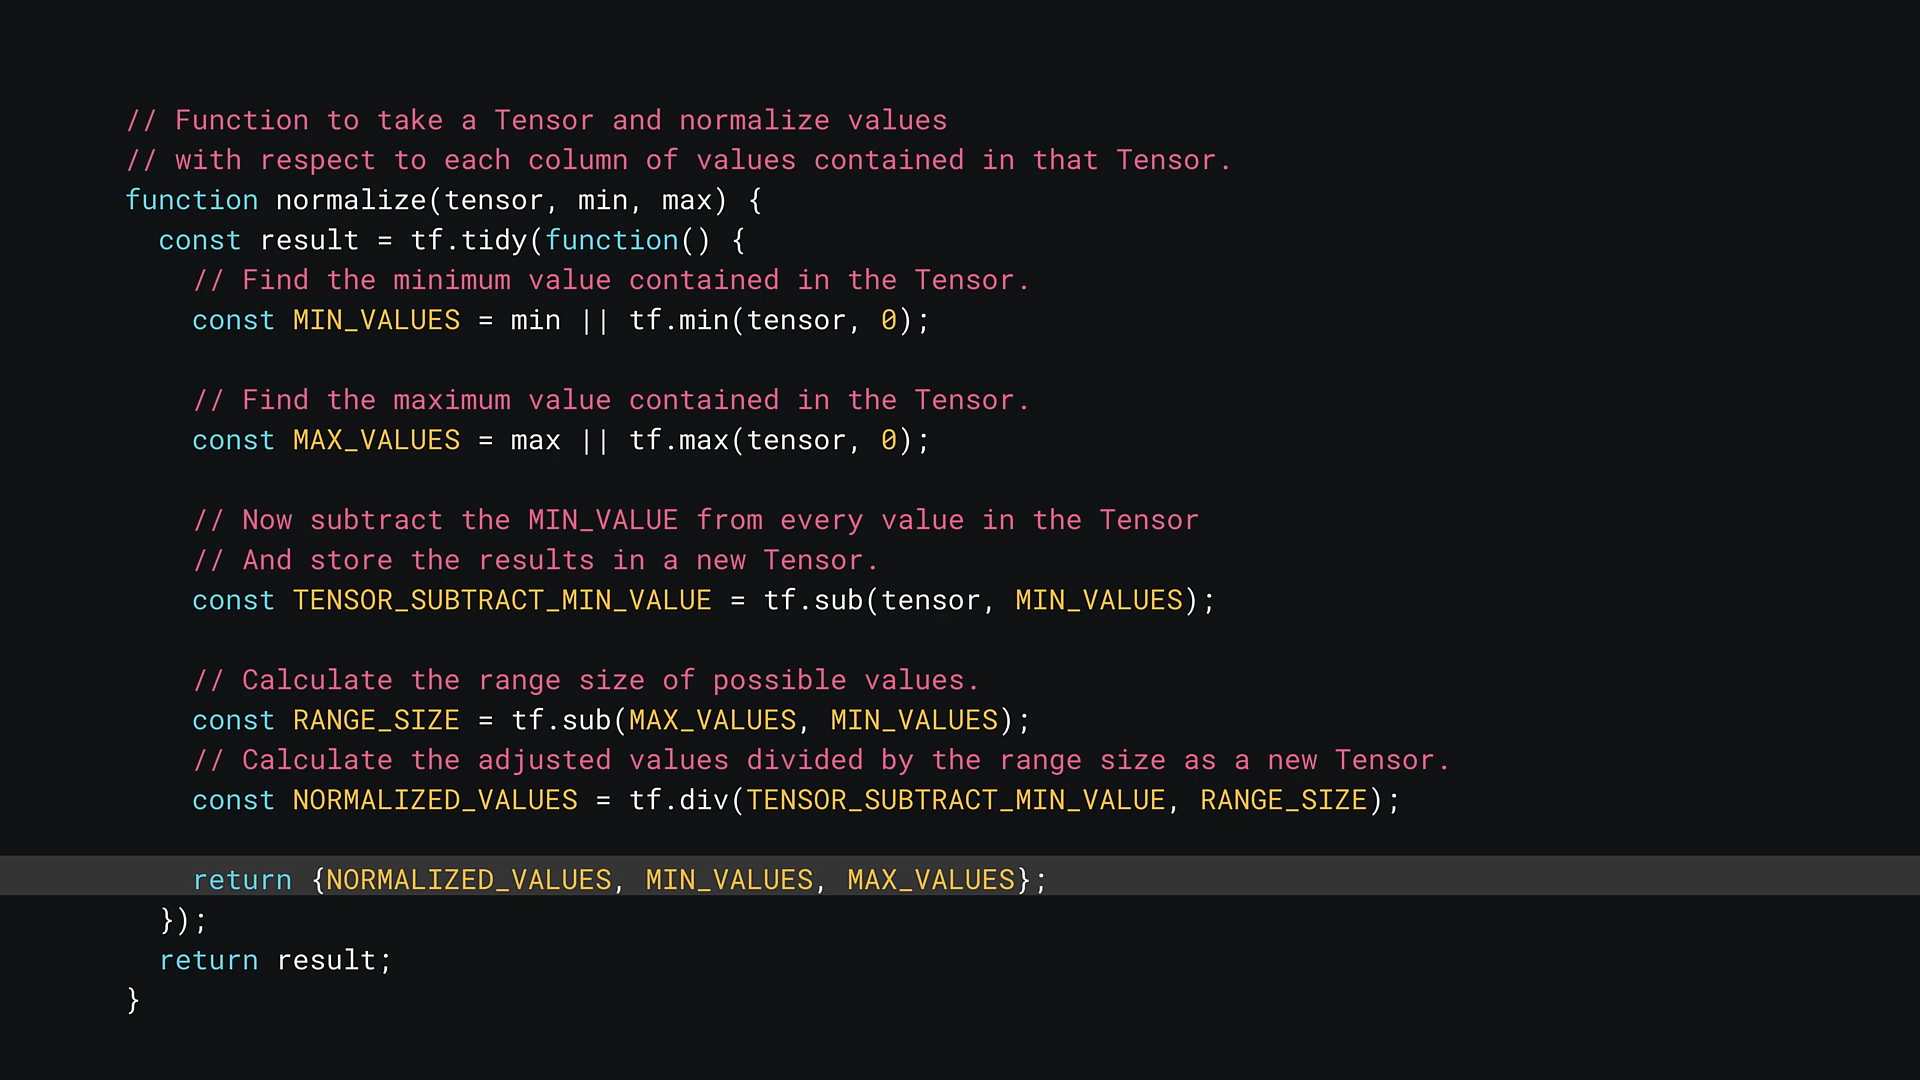 // Function to take a Tensor and normalize values
// with respect to each column of values contained in that Tensor.
function normalize(tensor, min, max) {
  const result = tf.tidy(function() {
    // Find the minimum value contained in the Tensor.
    const MIN_VALUES = min || tf.min(tensor, 0);

    // Find the maximum value contained in the Tensor.
    const MAX_VALUES = max || tf.max(tensor, 0);

    // Now subtract the MIN_VALUE from every value in the Tensor
    // And store the results in a new Tensor.
    const TENSOR_SUBTRACT_MIN_VALUE = tf.sub(tensor, MIN_VALUES);

    // Calculate the range size of possible values.
    const RANGE_SIZE = tf.sub(MAX_VALUES, MIN_VALUES);
    // Calculate the adjusted values divided by the range size as a new Tensor.
    const NORMALIZED_VALUES = tf.div(TENSOR_SUBTRACT_MIN_VALUE, RANGE_SIZE);

    return {NORMALIZED_VALUES, MIN_VALUES, MAX_VALUES};
  });
  return result;
}